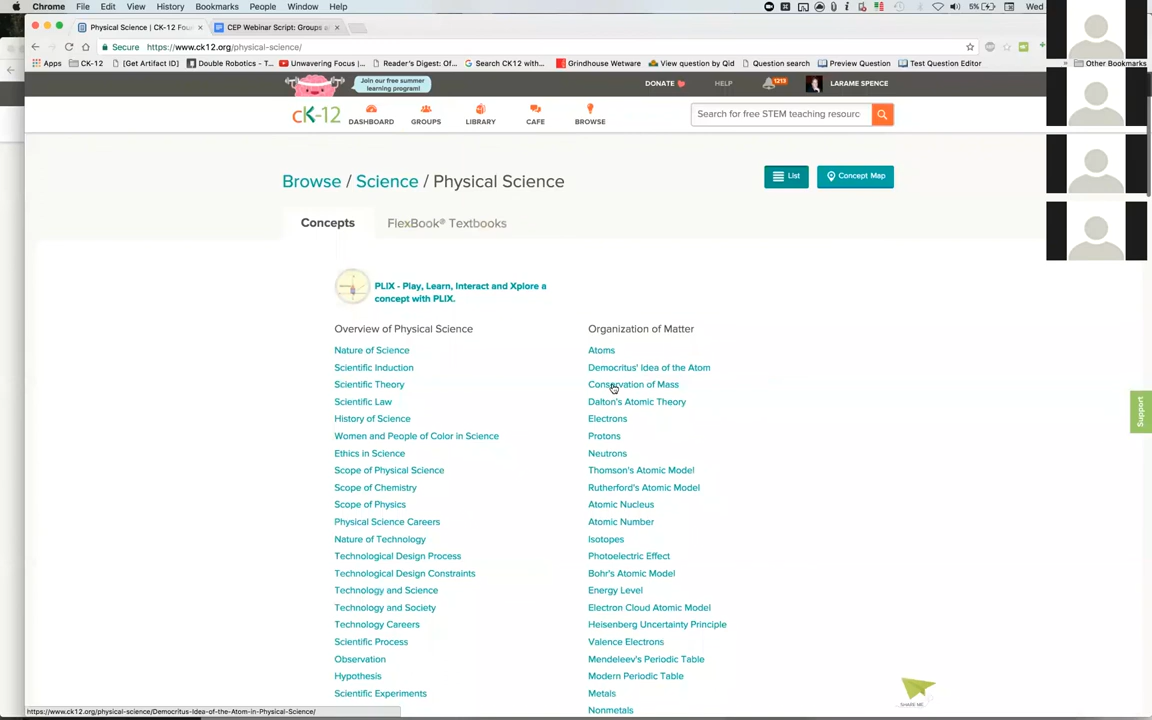 Chrome File Edit View History Bookmarks People Window Help 5% Wed
Physical Science | CK-12 Fou CEP Webinar Script: Groups a
Secure https://www.ck12.org/physical-science/
Apps CK-12 [Get Artifact ID] Double Robotics - T... Unwavering Focus |... Reader's Digest: Of... Search CK12 with... Grindhouse Wetware View question by Qid Question search Preview Question Test Question Editor Other Bookmarks
Join our free summer
learning program!
DONATE HELP 1213 LARAME SPENCE
cK-12 DASHBOARD GROUPS LIBRARY CAFE BROWSE
Search for free STEM teaching resourc
Browse / Science / Physical Science
List Concept Map
Concepts FlexBook® Textbooks
PLIX - Play, Learn, Interact and Xplore a
concept with PLIX.
Overview of Physical Science
Nature of Science
Scientific Induction
Scientific Theory
Scientific Law
History of Science
Women and People of Color in Science
Ethics in Science
Scope of Physical Science
Scope of Chemistry
Scope of Physics
Physical Science Careers
Nature of Technology
Technological Design Process
Technological Design Constraints
Technology and Science
Technology and Society
Technology Careers
Scientific Process
Observation
Hypothesis
Scientific Experiments
Organization of Matter
Atoms
Democritus' Idea of the Atom
Conservation of Mass
Dalton's Atomic Theory
Electrons
Protons
Neutrons
Thomson's Atomic Model
Rutherford's Atomic Model
Atomic Nucleus
Atomic Number
Isotopes
Photoelectric Effect
Bohr's Atomic Model
Energy Level
Electron Cloud Atomic Model
Heisenberg Uncertainty Principle
Valence Electrons
Mendeleev's Periodic Table
Modern Periodic Table
Metals
Nonmetals
Support
SHARE ME
https://www.ck12.org/physical-science/Democritus-Idea-of-the-Atom-in-Physical-Science/